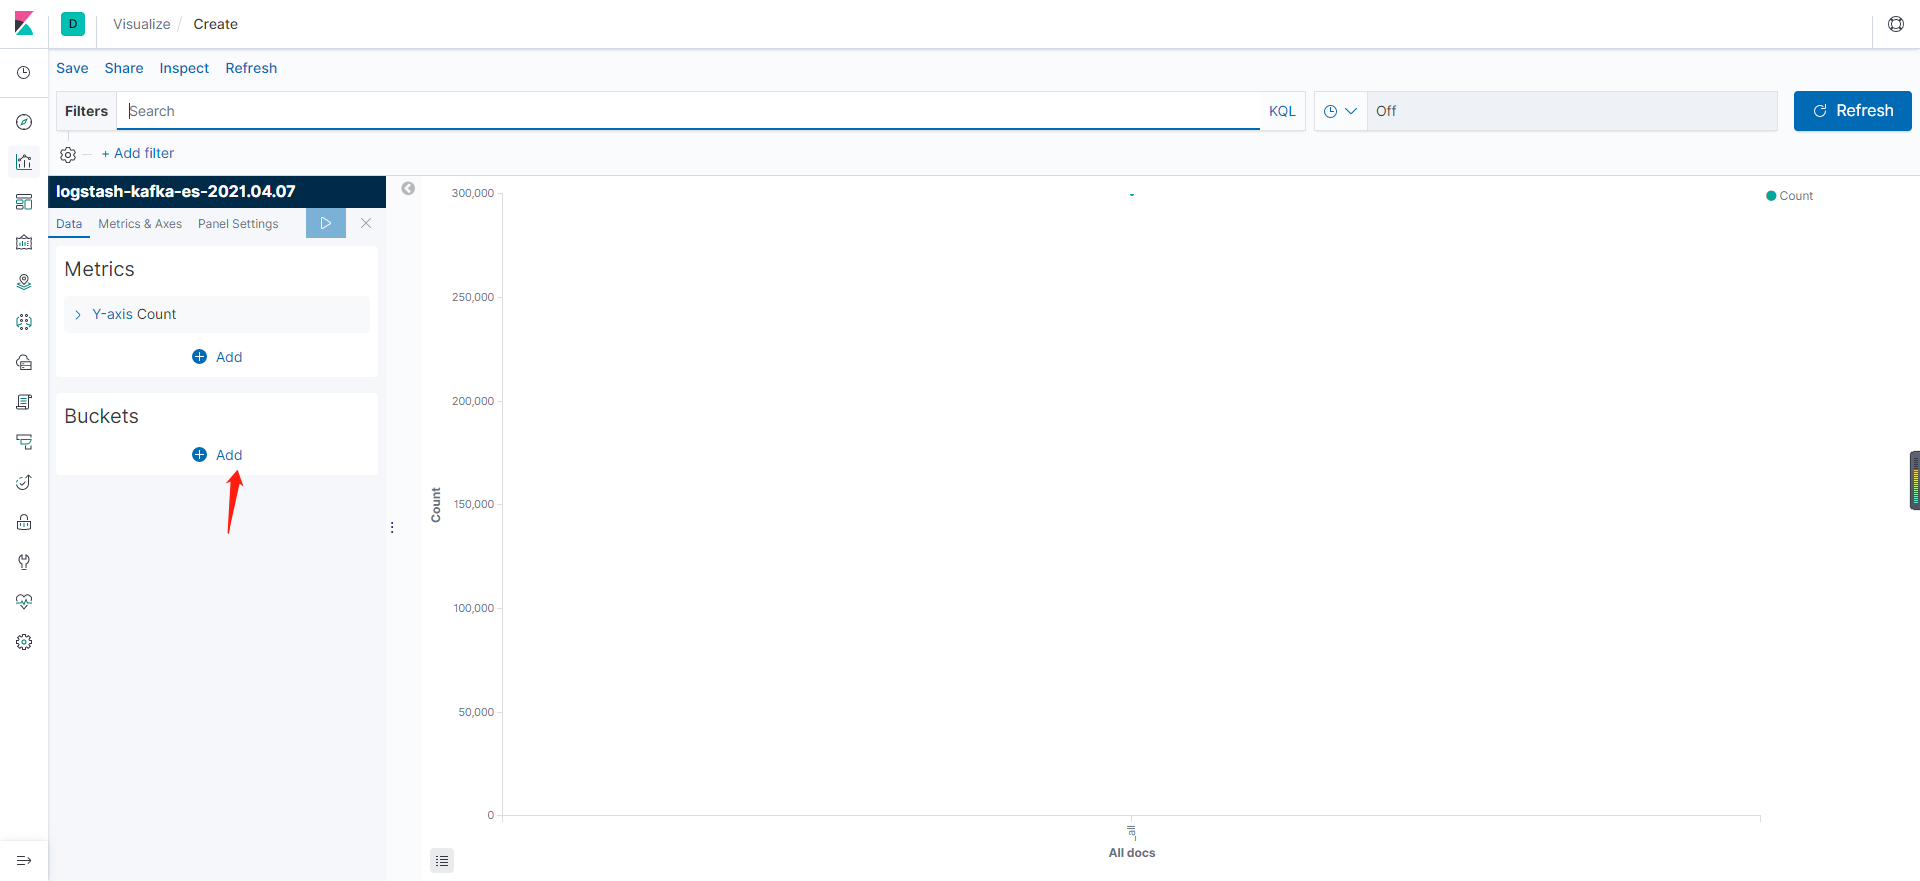 D Visualize / Create
Save Share Inspect Refresh
Filters Search KQL Off Refresh
+ Add filter
logstash-kafka-es-2021.04.07
Data Metrics & Axes Panel Settings
Metrics
Y-axis Count
Add
Buckets
Add
300,000
250,000
200,000
150,000
100,000
50,000
0
Count
_all
All docs
Count